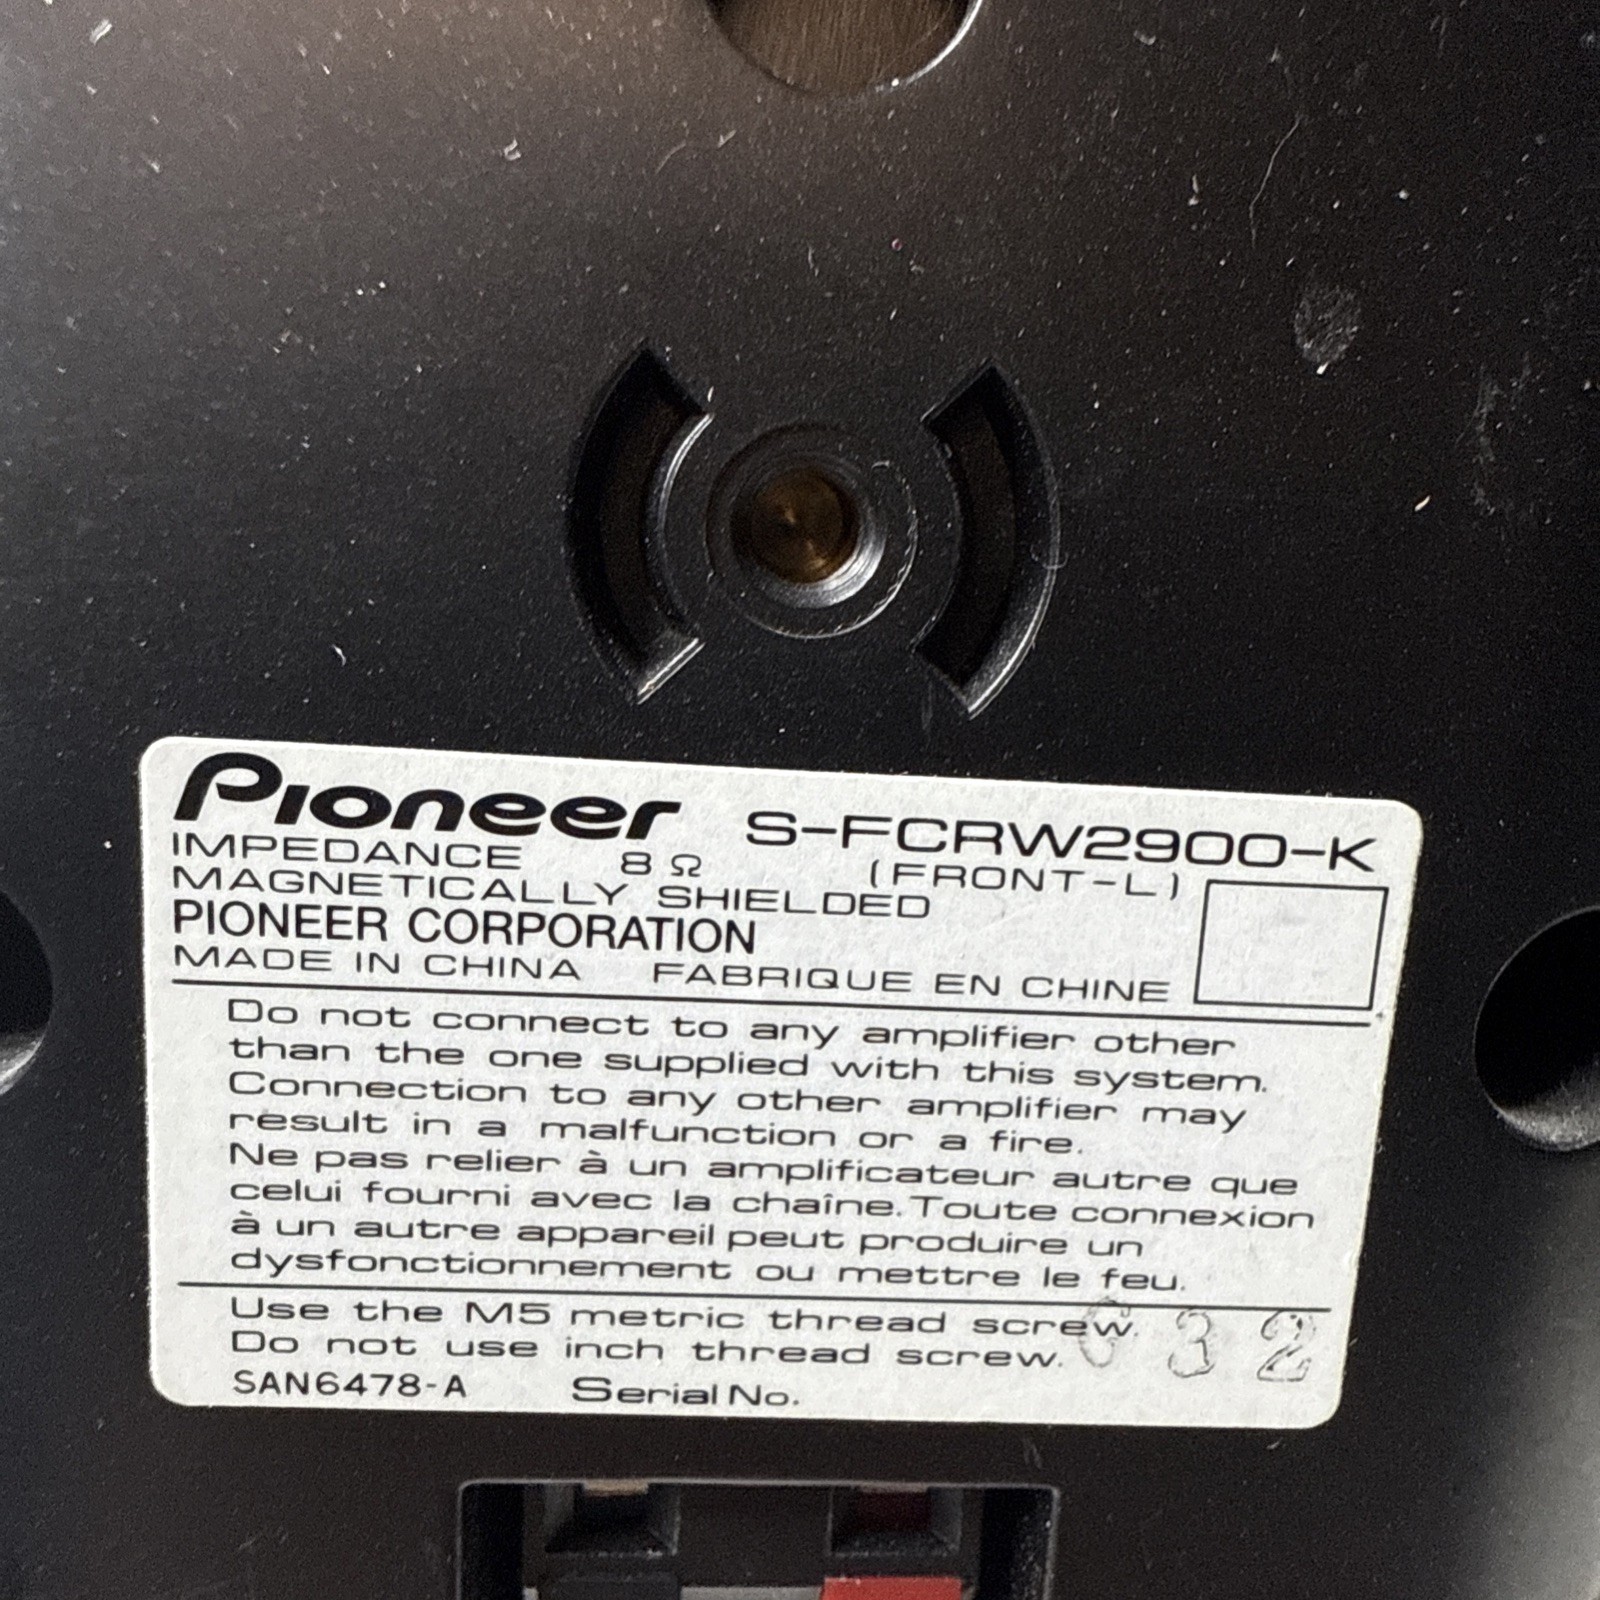 Pioneer S-FCRW2900-K
IMPEDANCE 8 Ω (FRONT-L)
MAGNETICALLY SHIELDED
PIONEER CORPORATION
MADE IN CHINA FABRIQUE EN CHINE
Do not connect to any amplifier other
than the one supplied with this system.
Connection to any other amplifier may
result in a malfunction or a fire.
Ne pas relier à un amplificateur autre que
celui fourni avec la chaîne. Toute connexion
à un autre appareil peut produire un
dysfonctionnement ou mettre le feu.
Use the M5 metric thread screw.
Do not use inch thread screw.
SAN6478-A Serial No.